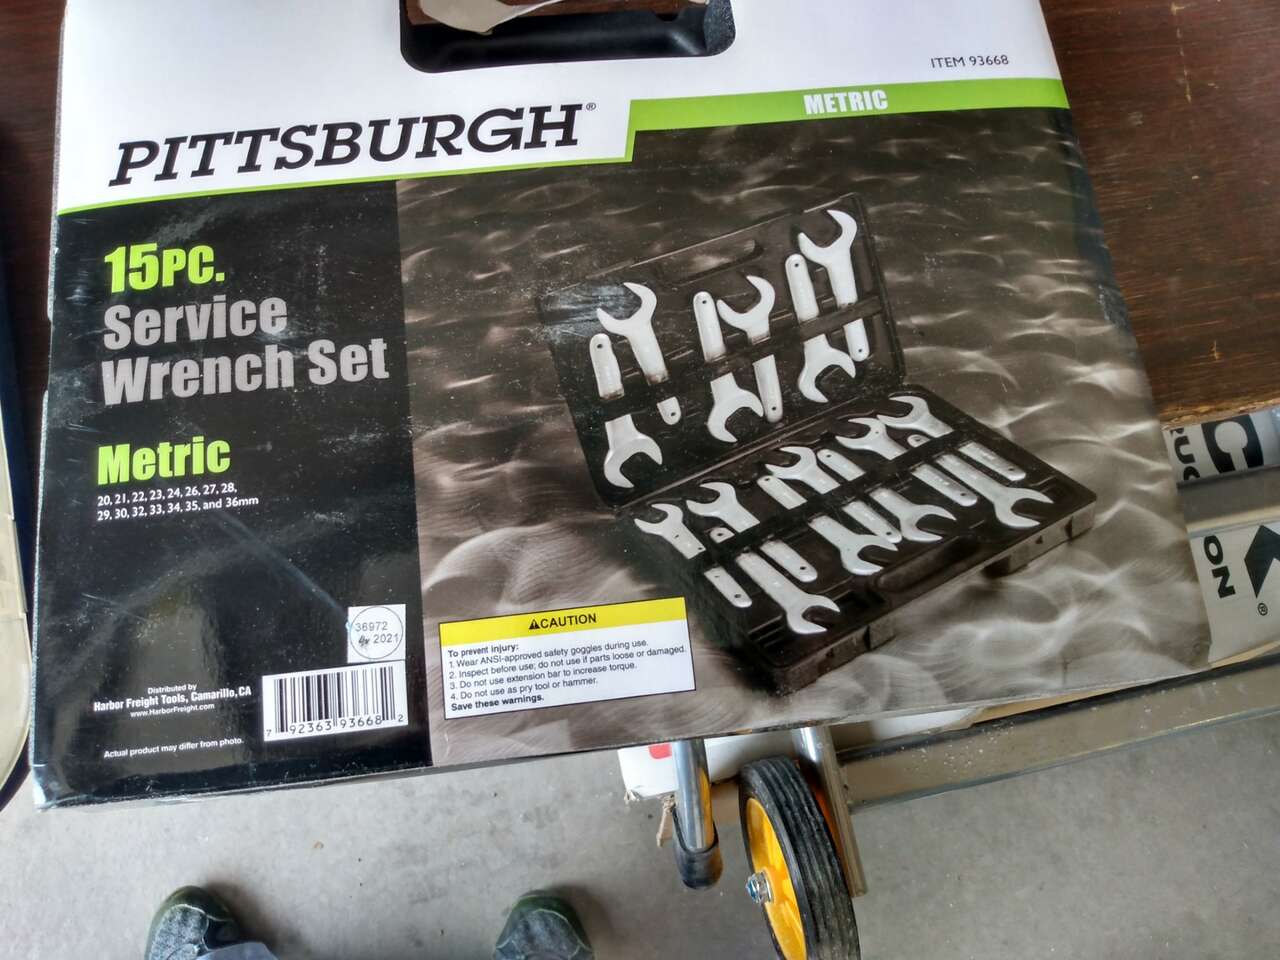 ITEM 93668
METRIC
PITTSBURGH®
15PC.
Service
Wrench Set
Metric
20, 21, 22, 23, 24, 26, 27, 28,
29, 30, 32, 33, 34, 35, and 36mm
36972
2021
⚠CAUTION
To prevent injury:
1. Wear ANSI-approved safety goggles during use.
2. Inspect before use; do not use if parts loose or damaged.
3. Do not use extension bar to increase torque.
4. Do not use as pry tool or hammer.
Save these warnings.
Distributed by
Harbor Freight Tools, Camarillo, CA
www.HarborFreight.com
7 92363 93668 2
Actual product may differ from photo.
ON
®